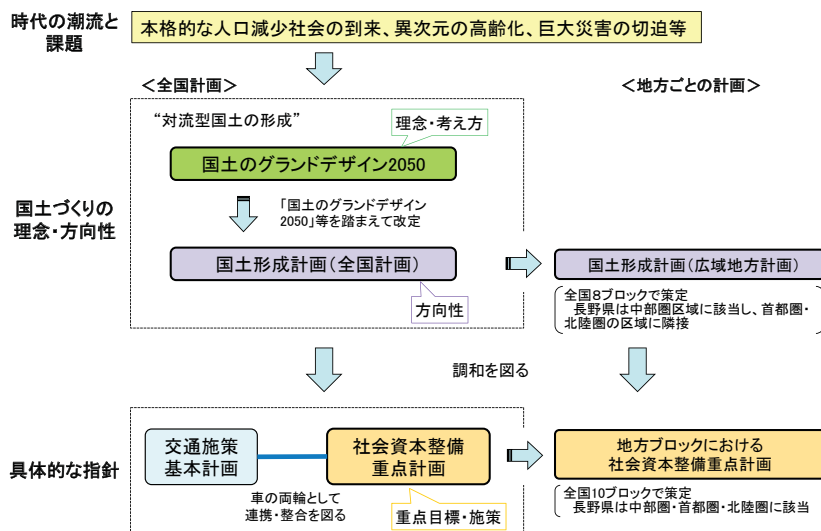 時代の潮流と
課題
本格的な人口減少社会の到来、異次元の高齢化、巨大災害の切迫等
＜全国計画＞
＜地方ごとの計画＞
“対流型国土の形成”
理念・考え方
国土のグランドデザイン2050
国土づくりの
理念・方向性
「国土のグランドデザイン
2050」等を踏まえて改定
国土形成計画（全国計画）
国土形成計画（広域地方計画）
方向性
全国８ブロックで策定
長野県は中部圏区域に該当し、首都圏・
北陸圏の区域に隣接
調和を図る
具体的な指針
交通施策
基本計画
社会資本整備
重点計画
地方ブロックにおける
社会資本整備重点計画
車の両輪として
連携・整合を図る
重点目標・施策
全国10ブロックで策定
長野県は中部圏・首都圏・北陸圏に該当